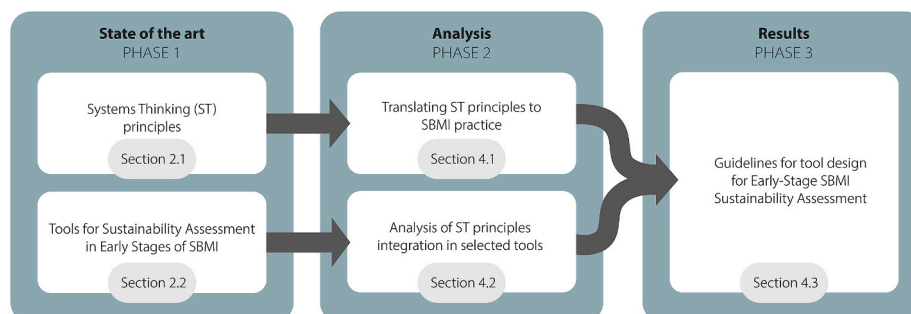 State of the art
PHASE 1
Systems Thinking (ST)
principles
Section 2.1
Tools for Sustainability Assessment
in Early Stages of SBMI
Section 2.2
Analysis
PHASE 2
Translating ST principles to
SBMI practice
Section 4.1
Analysis of ST principles
integration in selected tools
Section 4.2
Results
PHASE 3
Guidelines for tool design
for Early-Stage SBMI
Sustainability Assessment
Section 4.3